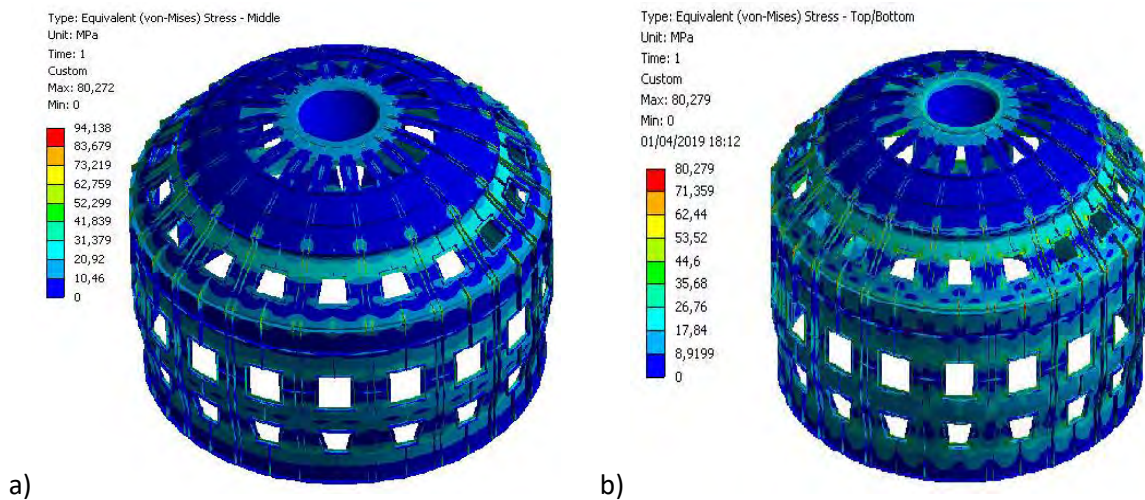 Type: Equivalent (von-Mises) Stress - Middle
Unit: MPa
Time: 1
Custom
Max: 80,272
Min: 0
94,138
83,679
73,219
62,759
52,299
41,839
31,379
20,92
10,46
0
a)
Type: Equivalent (von-Mises) Stress - Top/Bottom
Unit: MPa
Time: 1
Custom
Max: 80,279
Min: 0
01/04/2019 18:12
80,279
71,359
62,44
53,52
44,6
35,68
26,76
17,84
8,9199
0
b)